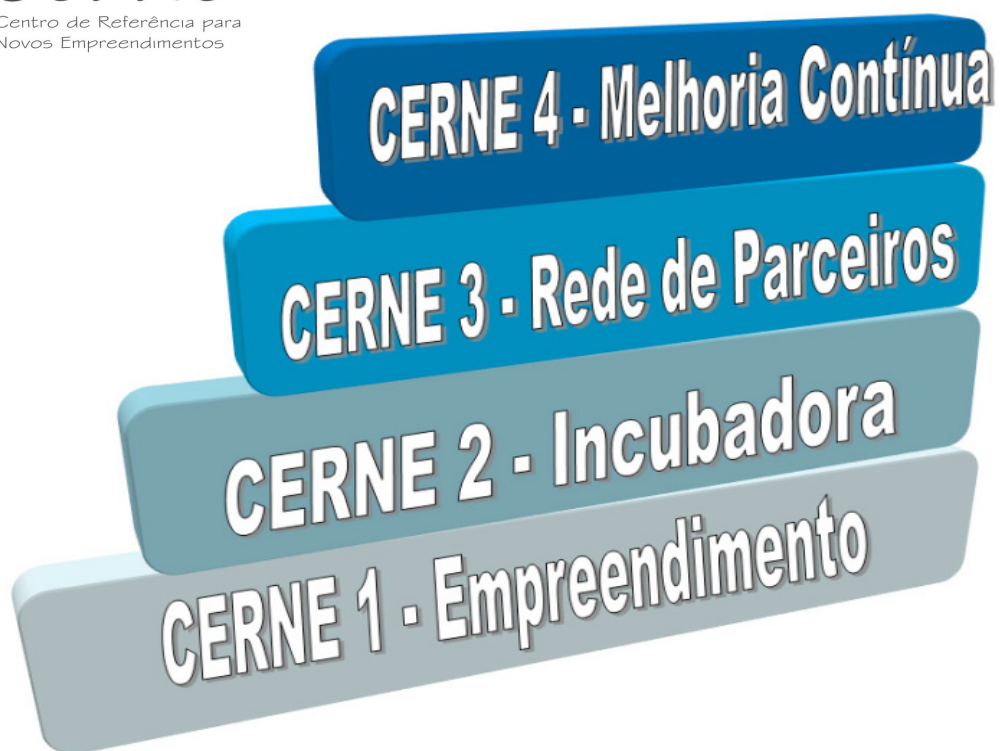 Centro de Referência para
Novos Empreendimentos
CERNE 4 - Melhoria Contínua
CERNE 3 - Rede de Parceiros
CERNE 2 - Incubadora
CERNE 1 - Empreendimento